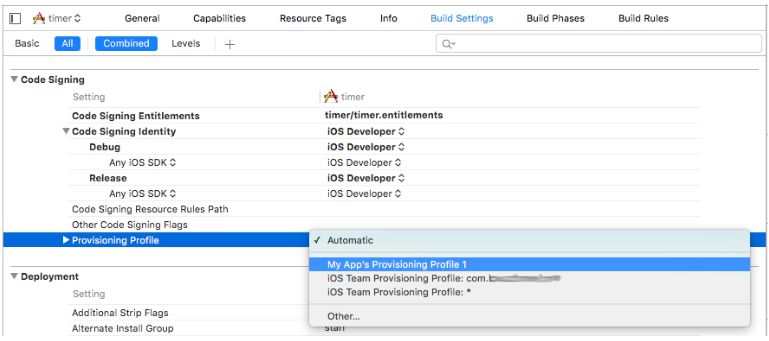 timer General Capabilities Resource Tags Info Build Settings Build Phases Build Rules
Basic All Combined Levels +
Code Signing
Setting timer
Code Signing Entitlements timer/timer.entitlements
Code Signing Identity iOS Developer
Debug iOS Developer
Any iOS SDK iOS Developer
Release iOS Developer
Any iOS SDK iOS Developer
Code Signing Resource Rules Path
Other Code Signing Flags
Provisioning Profile ✓ Automatic
My App's Provisioning Profile 1
iOS Team Provisioning Profile: com.
Deployment
iOS Team Provisioning Profile: *
Setting
Additional Strip Flags Other...
Alternate Install Group staff